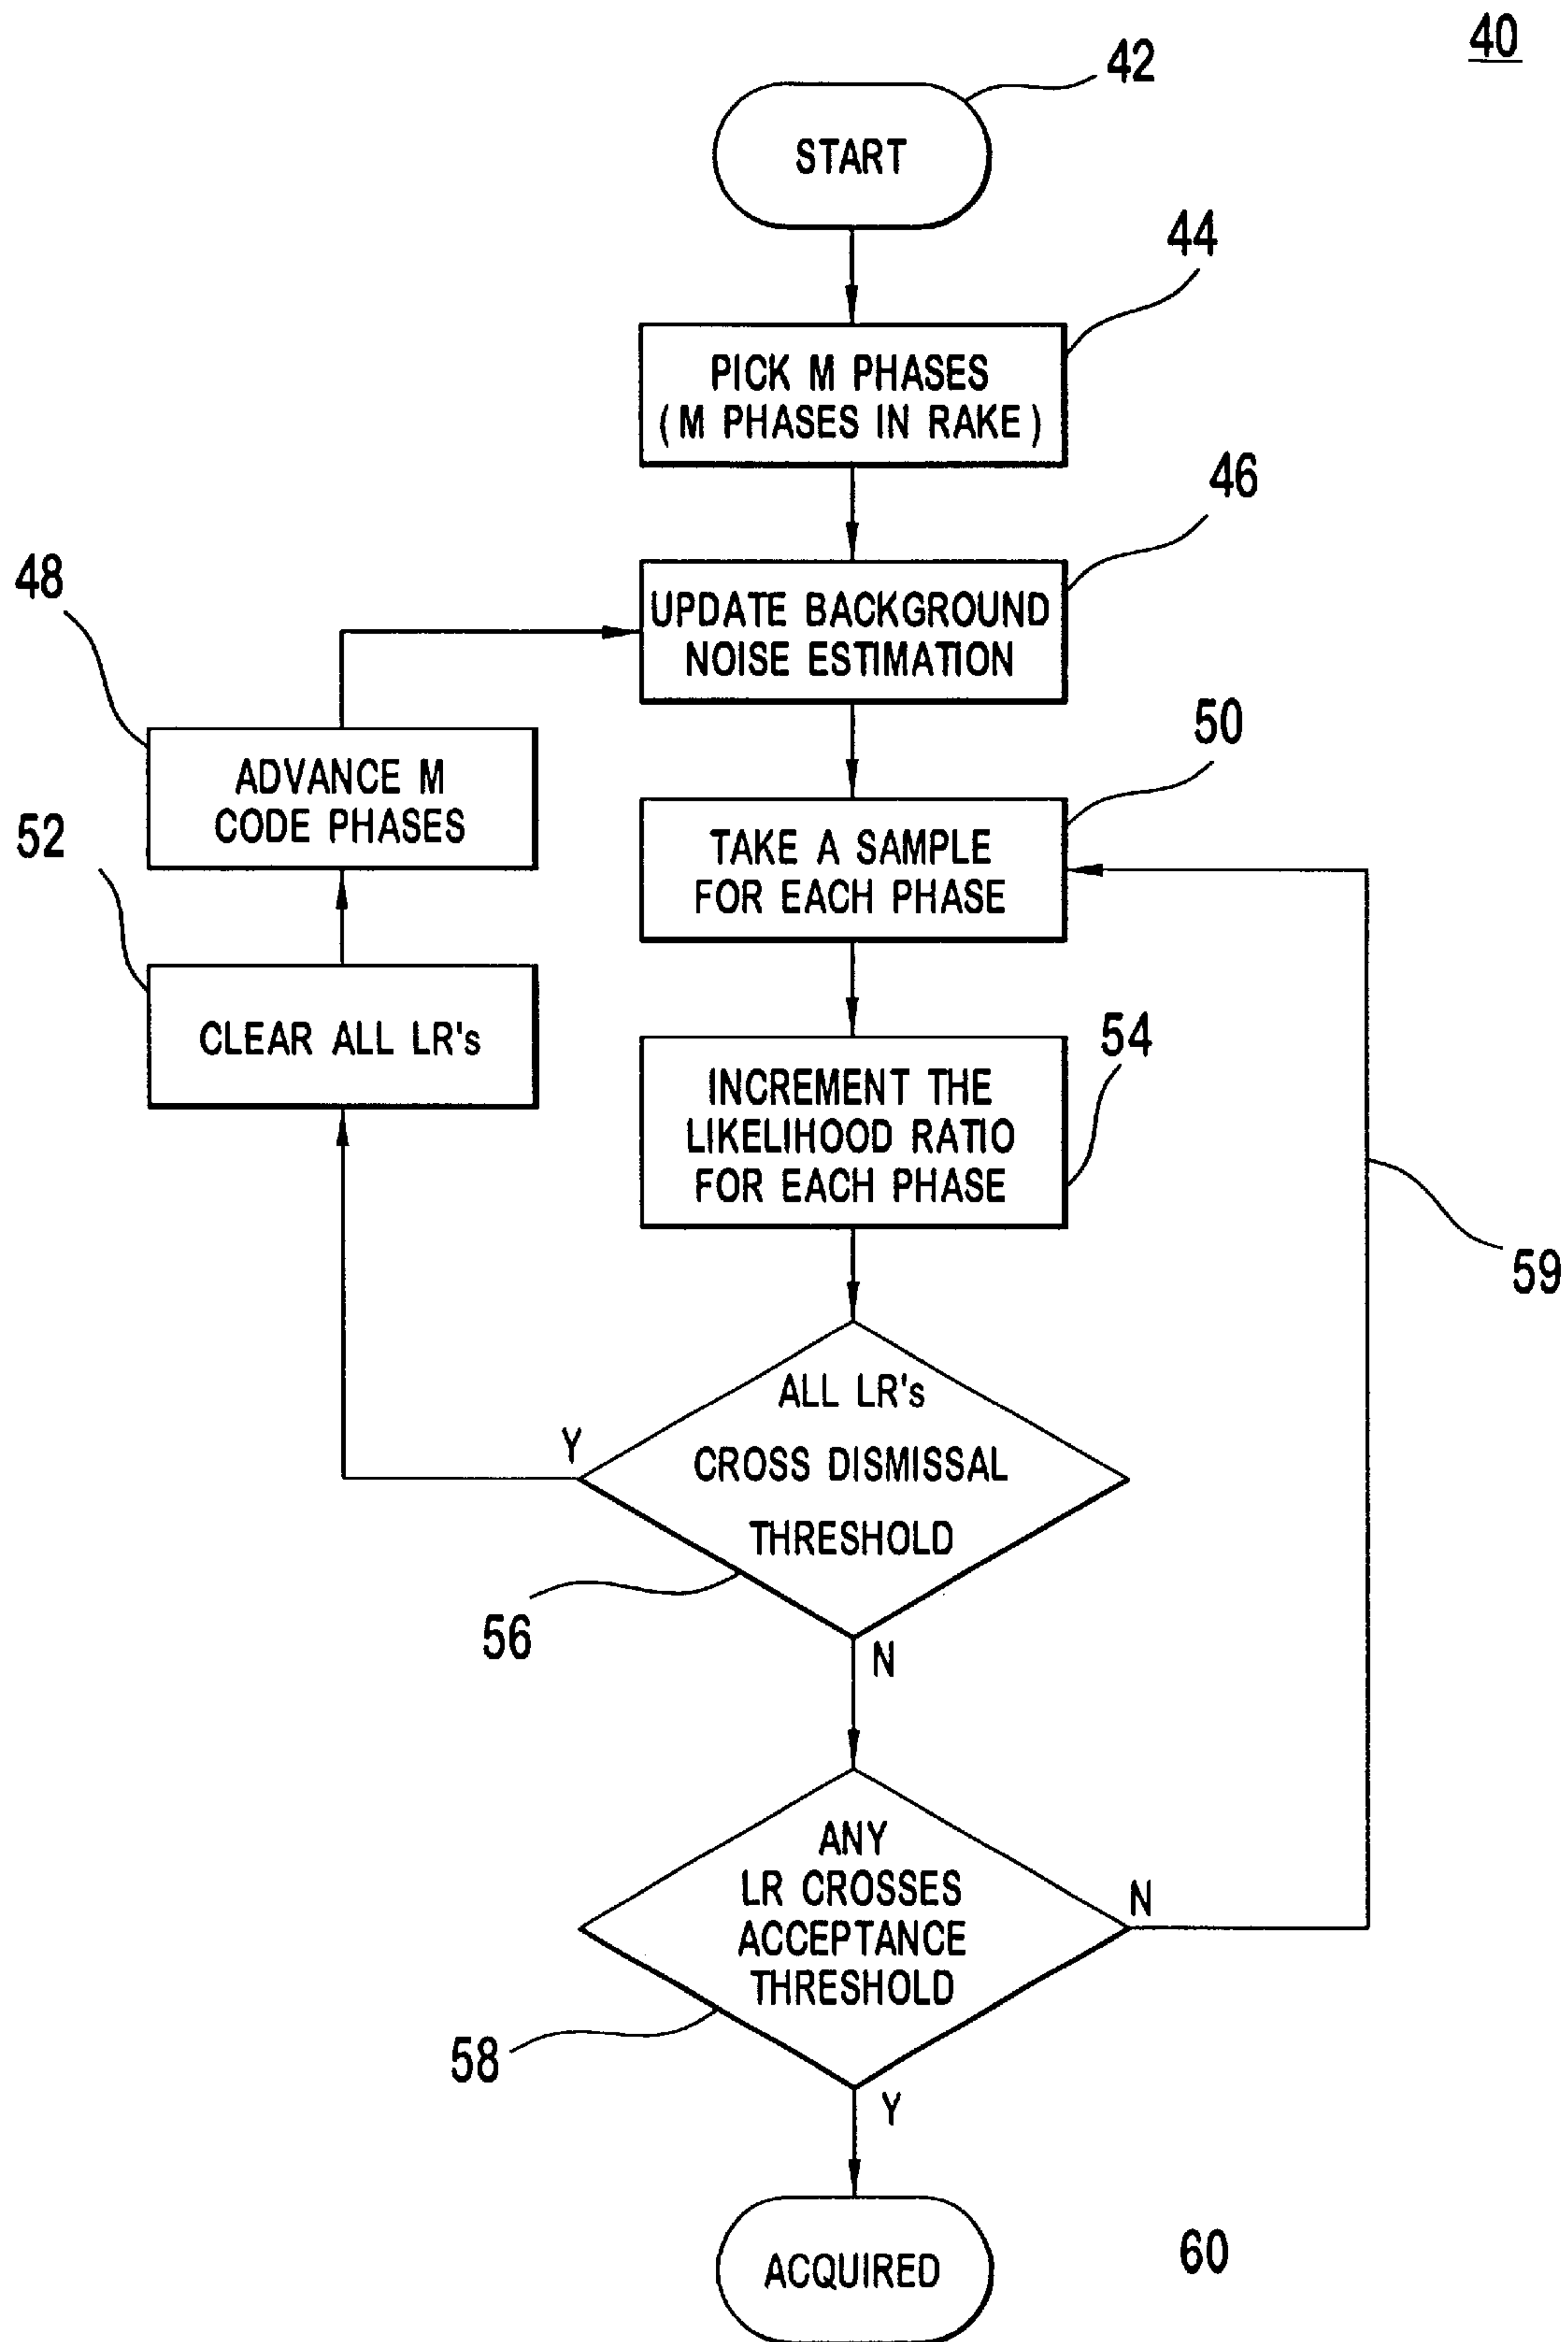 40
42
START
44
PICK M PHASES
( M PHASES IN RAKE )
46
UPDATE BACKGROUND
NOISE ESTIMATION
48
ADVANCE M
CODE PHASES
50
TAKE A SAMPLE
FOR EACH PHASE
52
CLEAR ALL LR's
54
INCREMENT THE
LIKELIHOOD RATIO
FOR EACH PHASE
59
ALL LR's
CROSS DISMISSAL
THRESHOLD
Y
56
N
ANY
LR CROSSES
ACCEPTANCE
THRESHOLD
N
58
Y
ACQUIRED
60